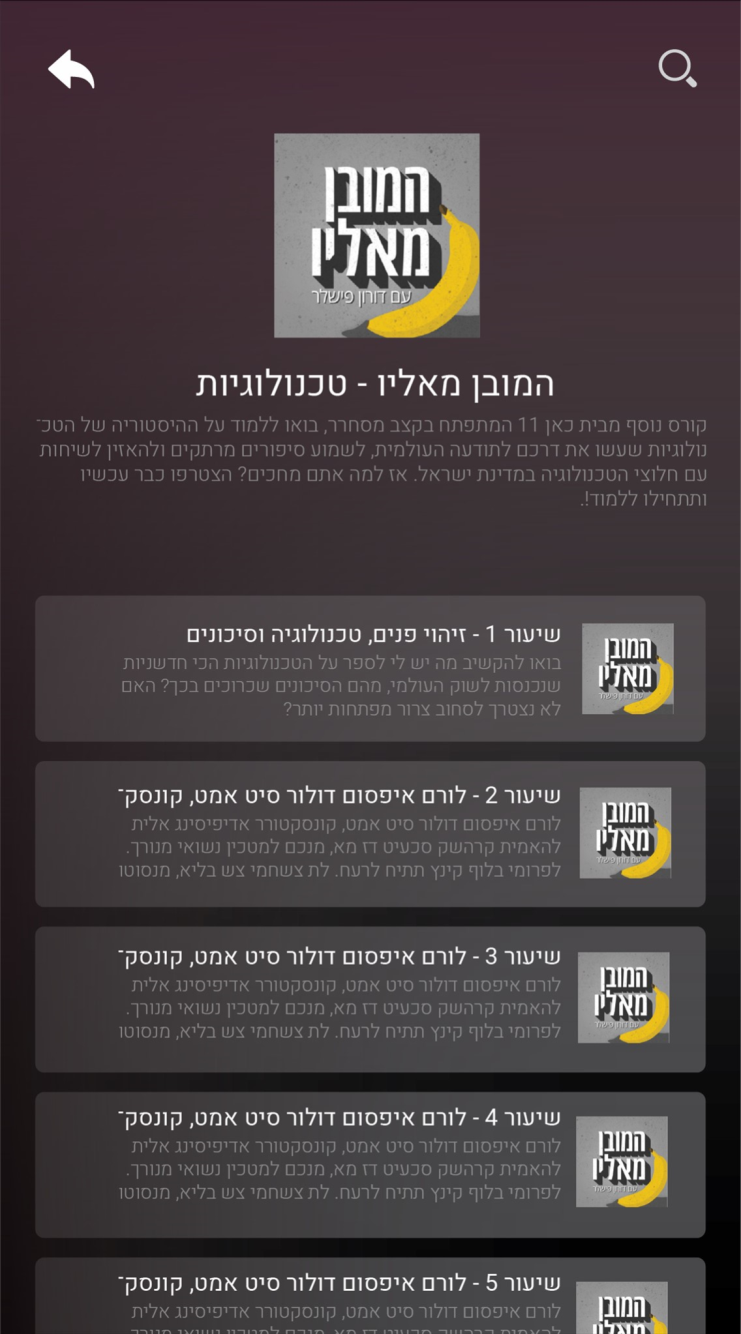 המובן
מאליו
עם דורון פישלר
המובן מאליו - טכנולוגיות
קורס נוסף מבית כאן 11 המתפתח בקצב מסחרר, בואו ללמוד על ההיסטוריה של הטכ־
נולוגיות שעשו את דרכם לתודעה העולמית, לשמוע סיפורים מרתקים ולהאזין לשיחות
עם חלוצי הטכנולוגיה במדינת ישראל. אז למה אתם מחכים? הצטרפו כבר עכשיו
ותתחילו ללמוד!.
שיעור 1 - זיהוי פנים, טכנולוגיה וסיכונים
בואו להקשיב מה יש לי לספר על הטכנולוגיות הכי חדשניות
שנכנסות לשוק העולמי, מהם הסיכונים שכרוכים בכך? האם
לא נצטרך לסחוב צרור מפתחות יותר?
המובן
מאליו
עם דורון פישלר
שיעור 2 - לורם איפסום דולור סיט אמט, קונסק־
לורם איפסום דולור סיט אמט, קונסקטורר אדיפיסינג אלית
להאמית קרהשק סכעיט דז מא, מנכם למטכין נשואי מנורך.
לפרומי בלוף קינץ תתיח לרעח. לת צשחמי צש בליא, מנסוטו
המובן
מאליו
עם דורון פישלר
שיעור 3 - לורם איפסום דולור סיט אמט, קונסק־
לורם איפסום דולור סיט אמט, קונסקטורר אדיפיסינג אלית
להאמית קרהשק סכעיט דז מא, מנכם למטכין נשואי מנורך.
לפרומי בלוף קינץ תתיח לרעח. לת צשחמי צש בליא, מנסוטו
המובן
מאליו
עם דורון פישלר
שיעור 4 - לורם איפסום דולור סיט אמט, קונסק־
לורם איפסום דולור סיט אמט, קונסקטורר אדיפיסינג אלית
להאמית קרהשק סכעיט דז מא, מנכם למטכין נשואי מנורך.
לפרומי בלוף קינץ תתיח לרעח. לת צשחמי צש בליא, מנסוטו
המובן
מאליו
עם דורון פישלר
שיעור 5 - לורם איפסום דולור סיט אמט, קונסק־
לורם איפסום דולור סיט אמט, קונסקטורר אדיפיסינג אלית
המובן